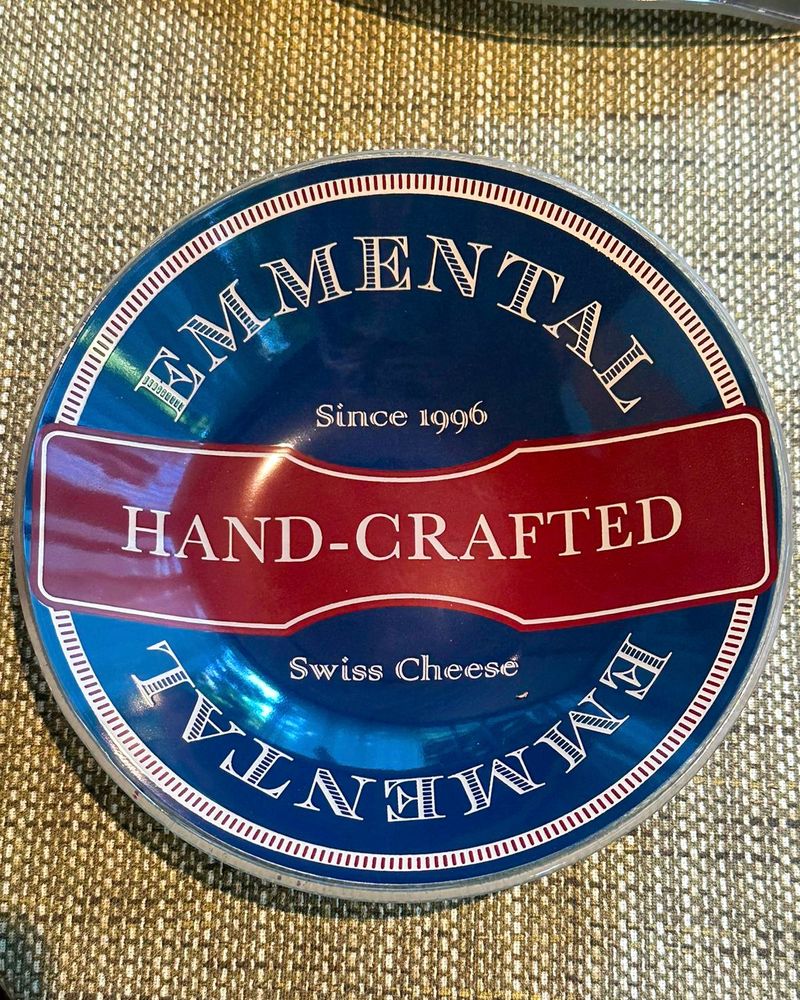 EMMENTAL
Since 1996
HAND-CRAFTED
Swiss Cheese
EMMENTAL